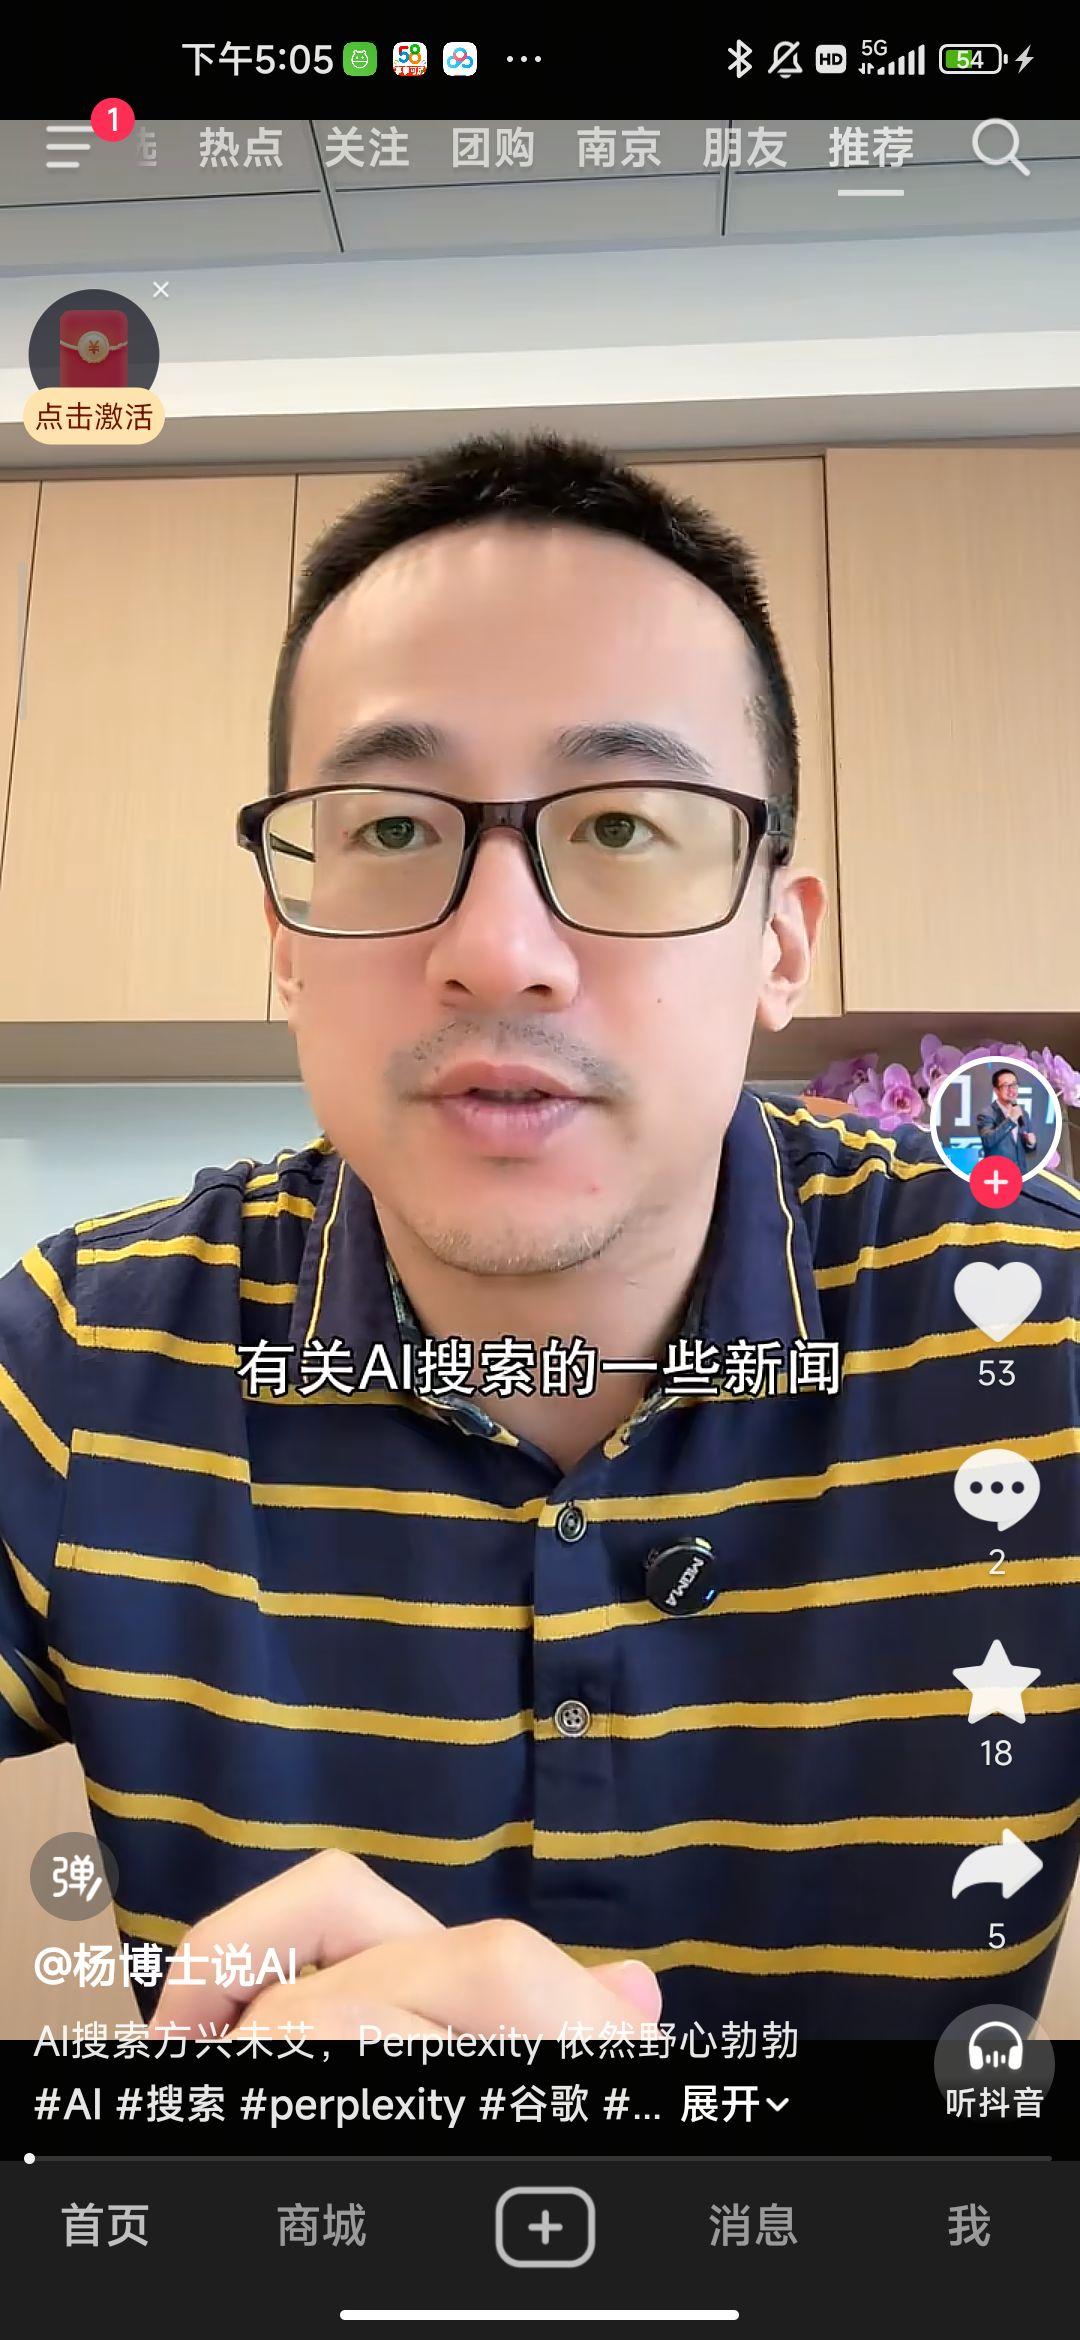 下午5:05 58 ··· HD 5G 54
1
选 热点 关注 团购 南京 朋友 推荐
点击激活
有关AI搜索的一些新闻
MOMA
53
2
18
5
弹
@杨博士说AI
AI搜索方兴未艾，Perplexity 依然野心勃勃
#AI #搜索 #perplexity #谷歌 #... 展开
听抖音
首页 商城 消息 我